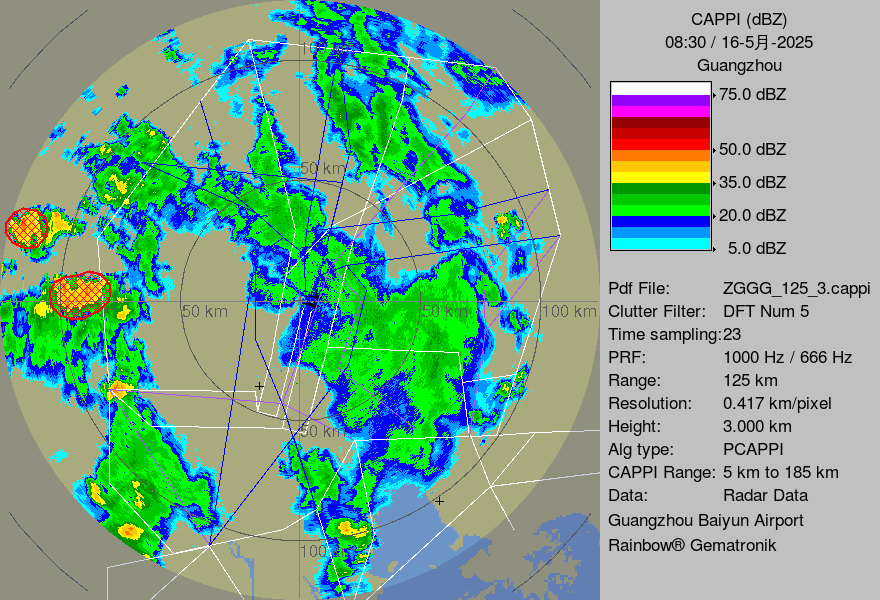 CAPPI (dBZ)
08:30 / 16-5月-2025
Guangzhou
75.0 dBZ
50.0 dBZ
35.0 dBZ
20.0 dBZ
5.0 dBZ
50 km
50 km
50 km
100 km
50 km
100 km
Pdf File: ZGGG_125_3.cappi
Clutter Filter: DFT Num 5
Time sampling:23
PRF: 1000 Hz / 666 Hz
Range: 125 km
Resolution: 0.417 km/pixel
Height: 3.000 km
Alg type: PCAPPI
CAPPI Range: 5 km to 185 km
Data: Radar Data
Guangzhou Baiyun Airport
Rainbow® Gematronik